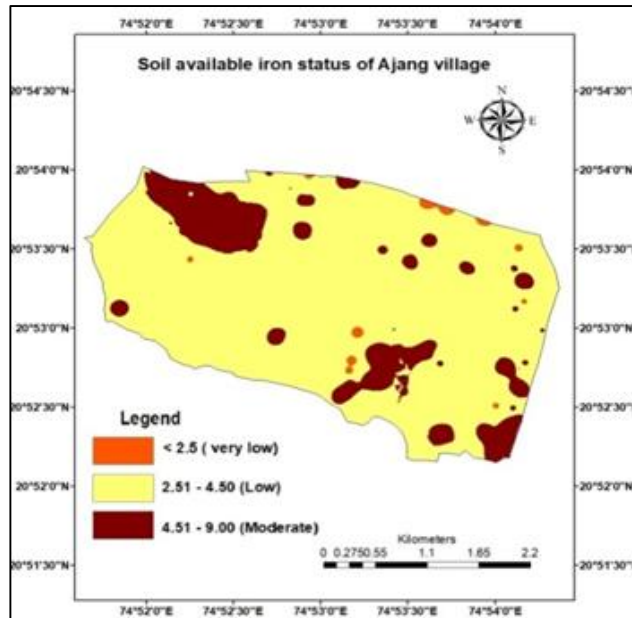 74°52'0"E 74°52'30"E 74°53'0"E 74°53'30"E 74°54'0"E
Soil available iron status of Ajang village
20°54'30"N 20°54'30"N
N
W E
S
20°54'0"N 20°54'0"N
20°53'30"N 20°53'30"N
20°53'0"N 20°53'0"N
20°52'30"N 20°52'30"N
Legend
< 2.5 ( very low)
2.51 - 4.50 (Low)
20°52'0"N 20°52'0"N
4.51 - 9.00 (Moderate)
Kilometers
0 0.2750.55 1.1 1.65 2.2
20°51'30"N 20°51'30"N
74°52'0"E 74°52'30"E 74°53'0"E 74°53'30"E 74°54'0"E